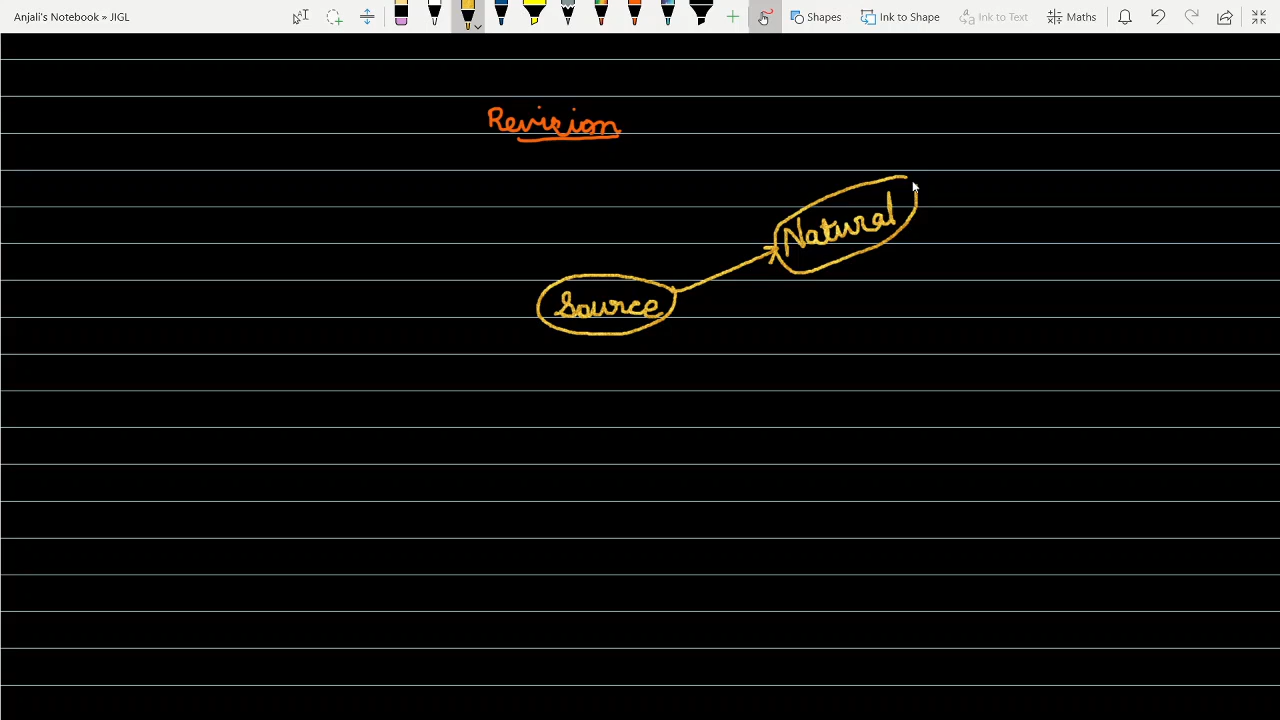 Anjali's Notebook » JIGL
Shapes
Ink to Shape
Ink to Text
Maths
Revision
Natural
Source